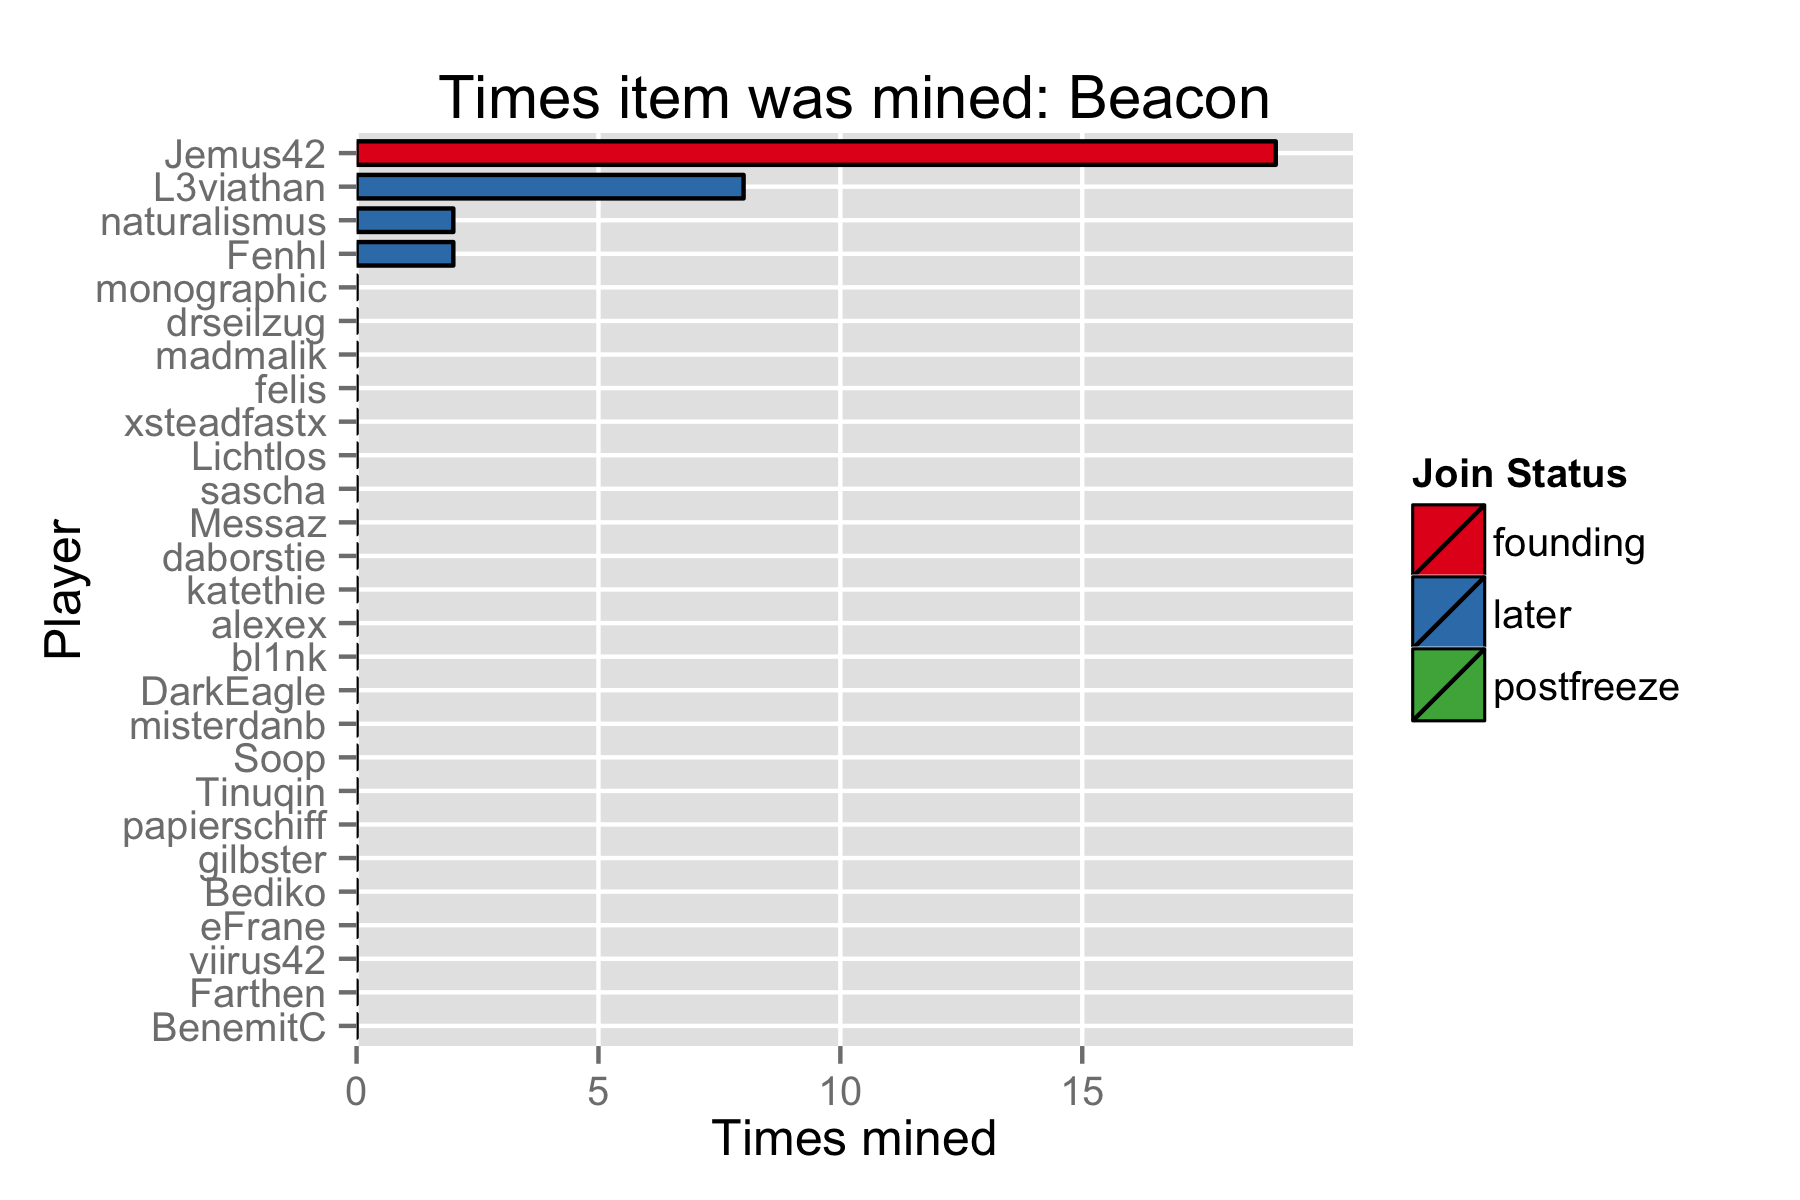 Times item was mined: Beacon
Jemus42
L3viathan
naturalismus
Fenhl
monographic
drseilzug
madmalik
felis
xsteadfastx
Lichtlos
sascha
Messaz
daborstie
katethie
alexex
bl1nk
DarkEagle
misterdanb
Soop
Tinuqin
papierschiff
gilbster
Bediko
eFrane
viirus42
Farthen
BenemitC
Player
0 5 10 15
Times mined
Join Status
founding
later
postfreeze